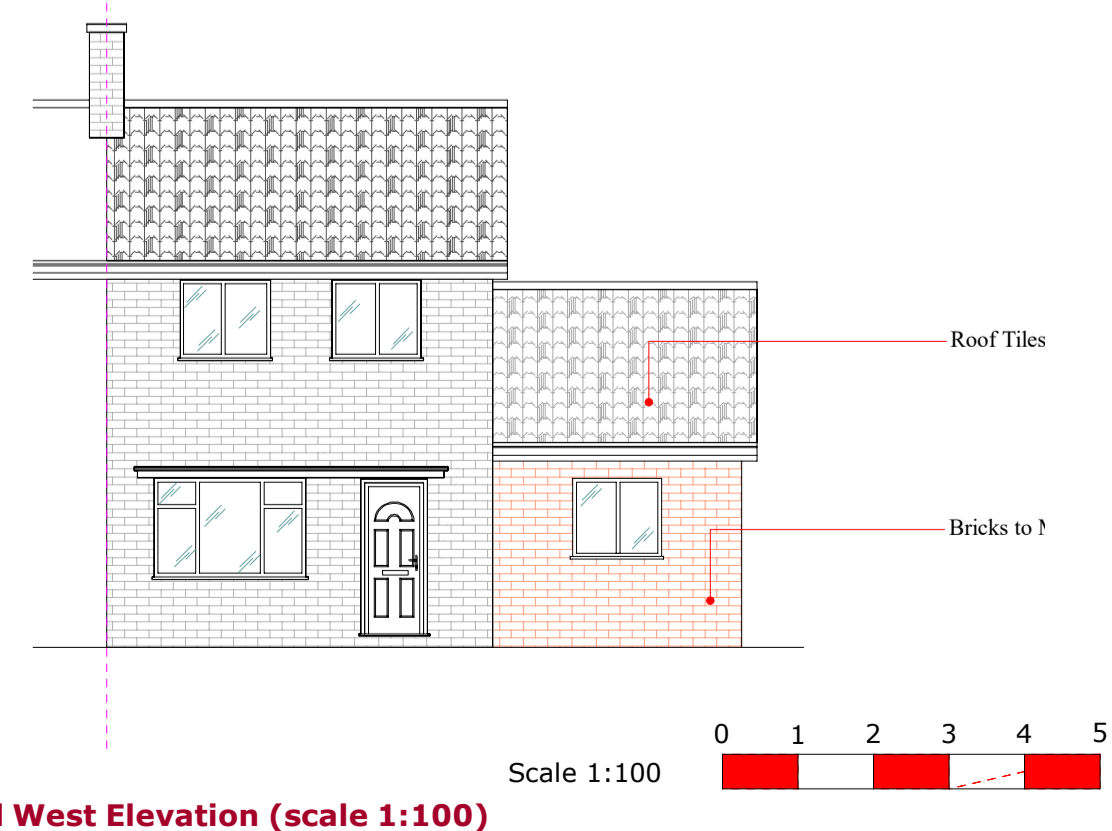 Roof Tiles
Bricks to
0 1 2 3 4 5
Scale 1:100
West Elevation (scale 1:100)